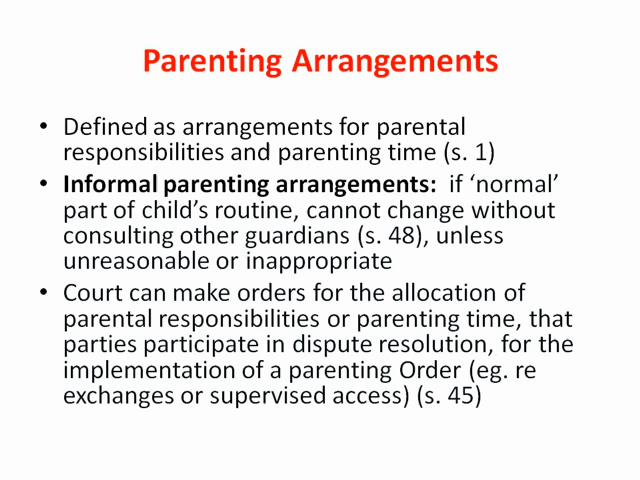 Parenting Arrangements
• Defined as arrangements for parental
responsibilities and parenting time (s. 1)
• Informal parenting arrangements:  if ‘normal’
part of child’s routine, cannot change without
consulting other guardians (s. 48), unless
unreasonable or inappropriate
• Court can make orders for the allocation of
parental responsibilities or parenting time, that
parties participate in dispute resolution, for the
implementation of a parenting Order (eg. re
exchanges or supervised access) (s. 45)